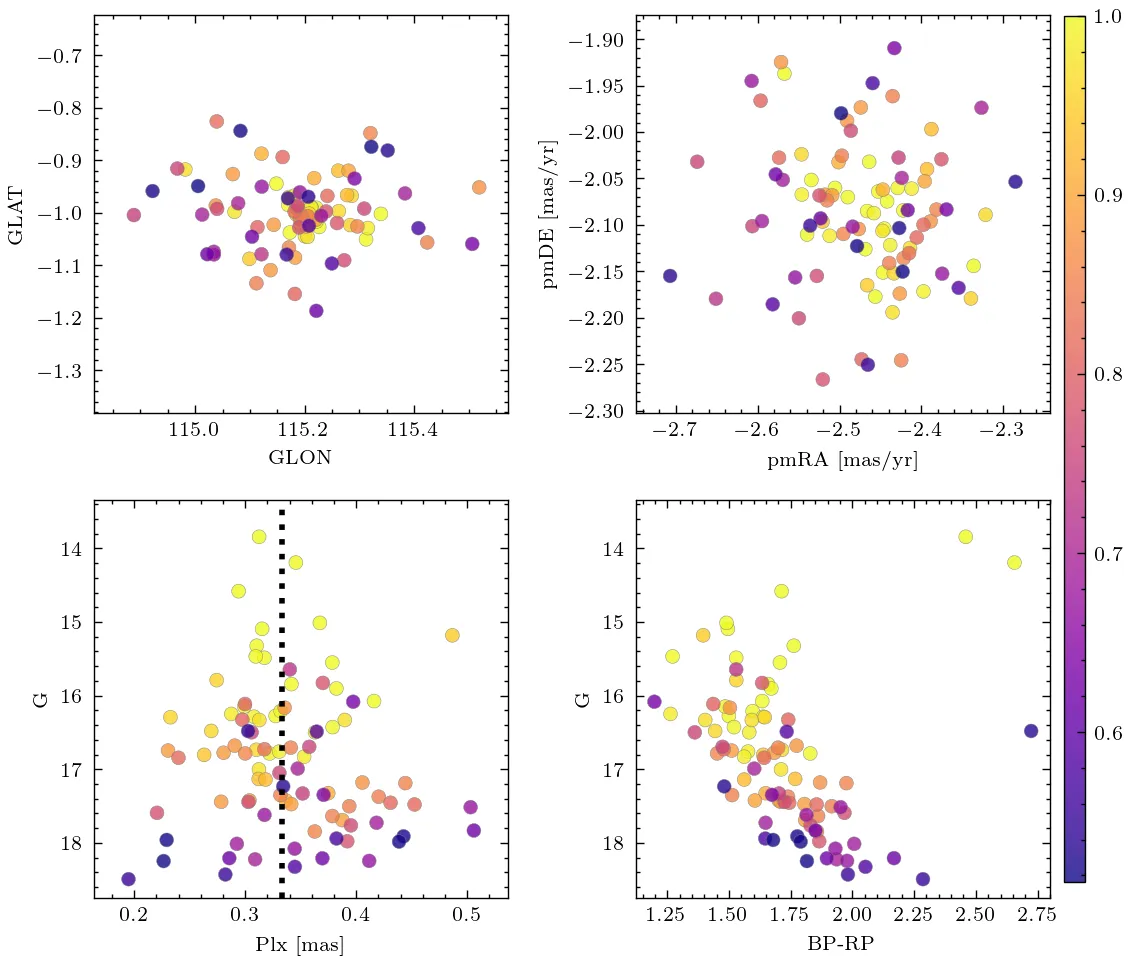 −0.7
−0.8
−0.9
−1.0
−1.1
−1.2
−1.3
GLAT
115.0 115.2 115.4
GLON
−1.90
−1.95
−2.00
−2.05
−2.10
−2.15
−2.20
−2.25
−2.30
pmDE [mas/yr]
−2.7 −2.6 −2.5 −2.4 −2.3
pmRA [mas/yr]
1.0
0.9
0.8
0.7
0.6
14
15
16
17
18
G
0.2 0.3 0.4 0.5
Plx [mas]
14
15
16
17
18
G
1.25 1.50 1.75 2.00 2.25 2.50 2.75
BP-RP